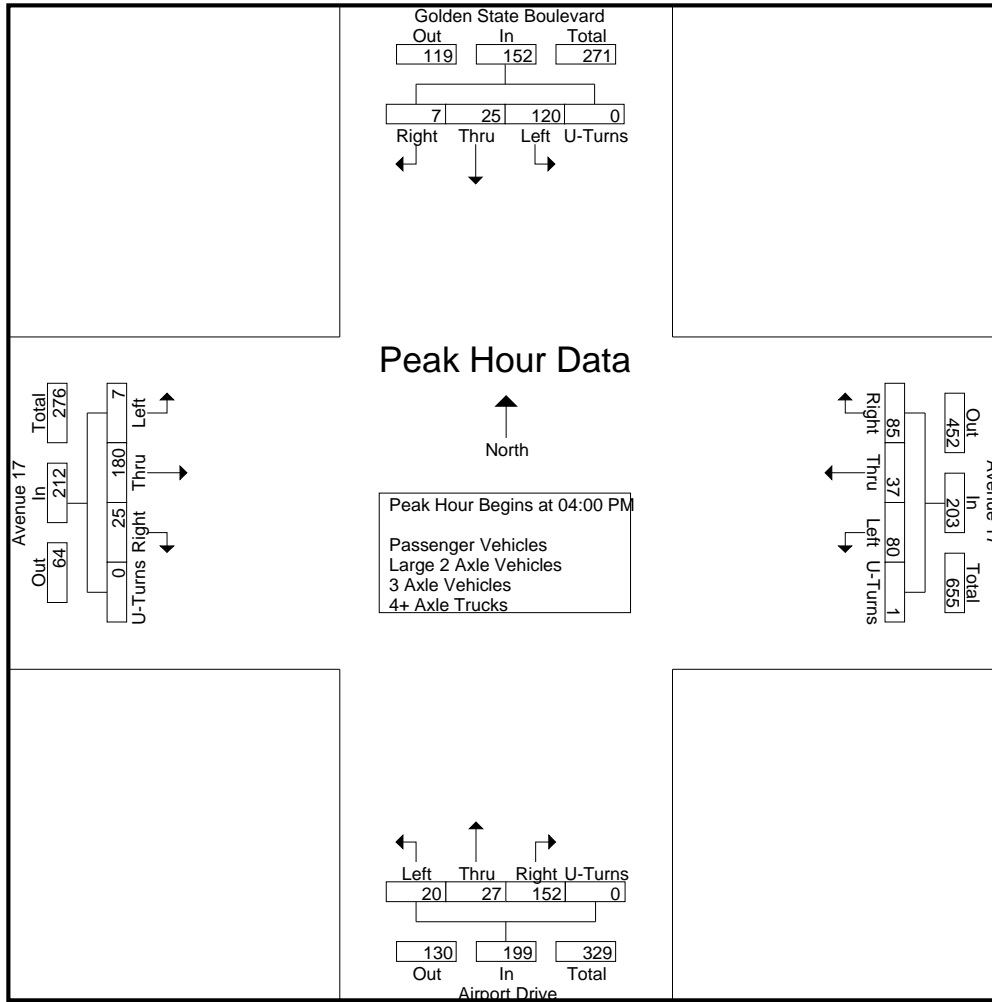 Golden State Boulevard
Out In Total
119 152 271
7 25 120 0
Right Thru Left U-Turns
Peak Hour Data
North
Peak Hour Begins at 04:00 PM
Passenger Vehicles
Large 2 Axle Vehicles
3 Axle Vehicles
4+ Axle Trucks
Avenue 17
Out In Total
64 212 276
0 25 180 7
U-Turns Right Thru Left
Avenue 17
Out In Total
452 203 655
85 37 80 1
Right Thru Left U-Turns
Left Thru Right U-Turns
20 27 152 0
130 199 329
Out In Total
Airport Drive